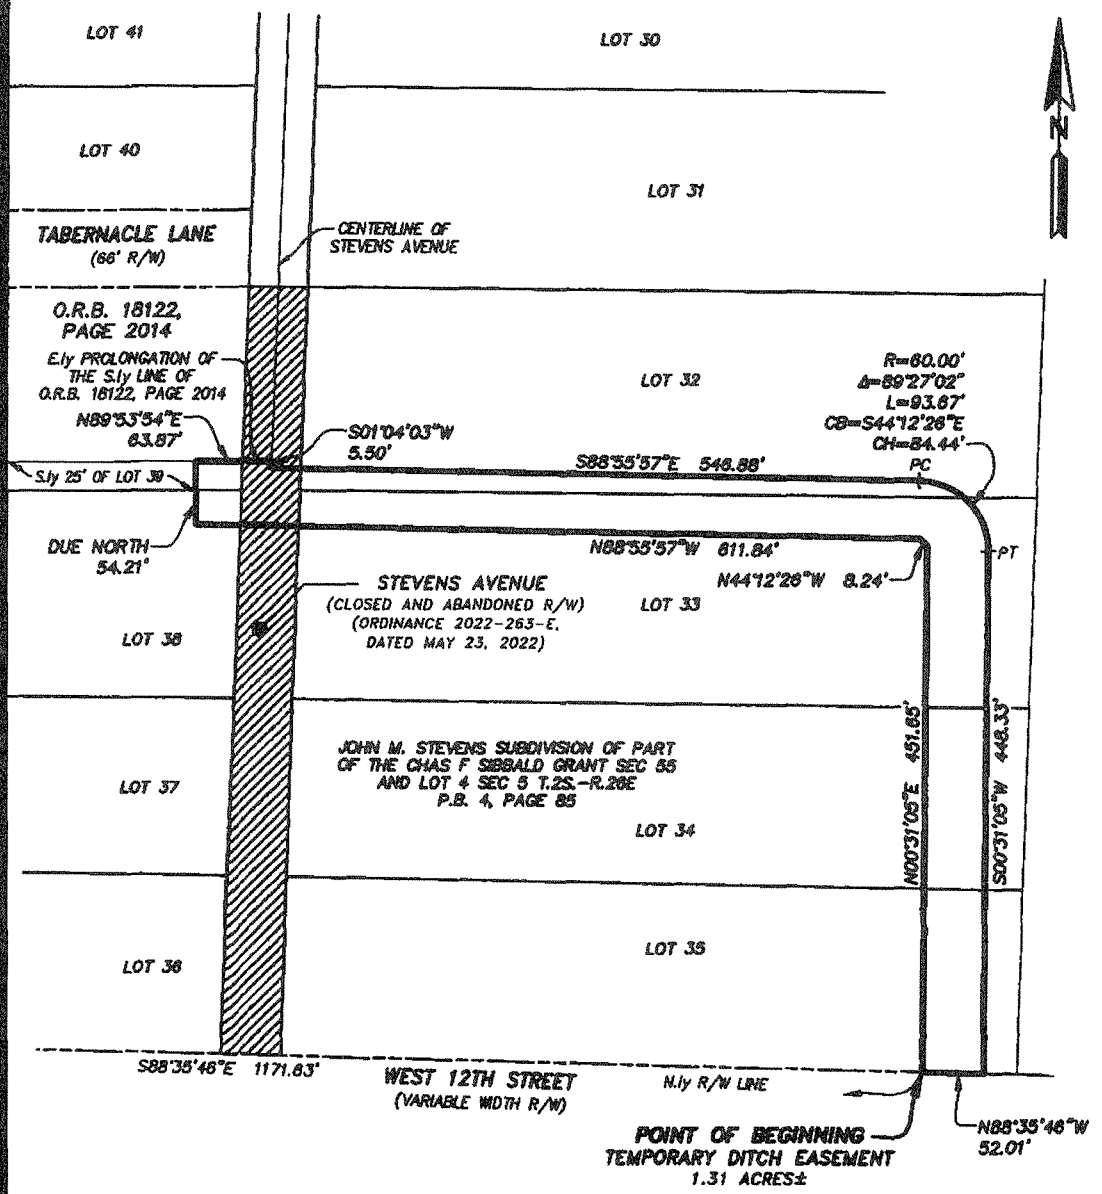 LOT 41
LOT 30
LOT 40
LOT 31
N
TABERNACLE LANE
(66' R/W)
CENTERLINE OF
STEVENS AVENUE
O.R.B. 18122,
PAGE 2014
E.ly PROLONGATION OF
THE S.ly LINE OF
O.R.B. 18122, PAGE 2014
LOT 32
R=60.00'
Δ=89°27'02"
L=93.67'
CB=S44°12'26"E
CH=84.44'
PC
N89°53'54"E
63.87'
S01°04'03"W
5.50'
S88°55'57"E 546.88'
S.ly 25' OF LOT 39
DUE NORTH
54.21'
N88°55'57"W 611.84'
PT
N44°12'26"W 8.24'
STEVENS AVENUE
(CLOSED AND ABANDONED R/W)
(ORDINANCE 2022-263-E,
DATED MAY 23, 2022)
LOT 33
LOT 38
JOHN M. STEVENS SUBDIVISION OF PART
OF THE CHAS F SIBBALD GRANT SEC 55
AND LOT 4 SEC 5 T.2S.-R.26E
P.B. 4, PAGE 85
LOT 37
LOT 34
N00°31'05"E 451.65'
S00°31'05"W 448.33'
LOT 35
LOT 36
S88°35'46"E 1171.63'
WEST 12TH STREET
(VARIABLE WIDTH R/W)
N.ly R/W LINE
POINT OF BEGINNING
TEMPORARY DITCH EASEMENT
1.31 ACRES±
N88°35'46"W
52.01'